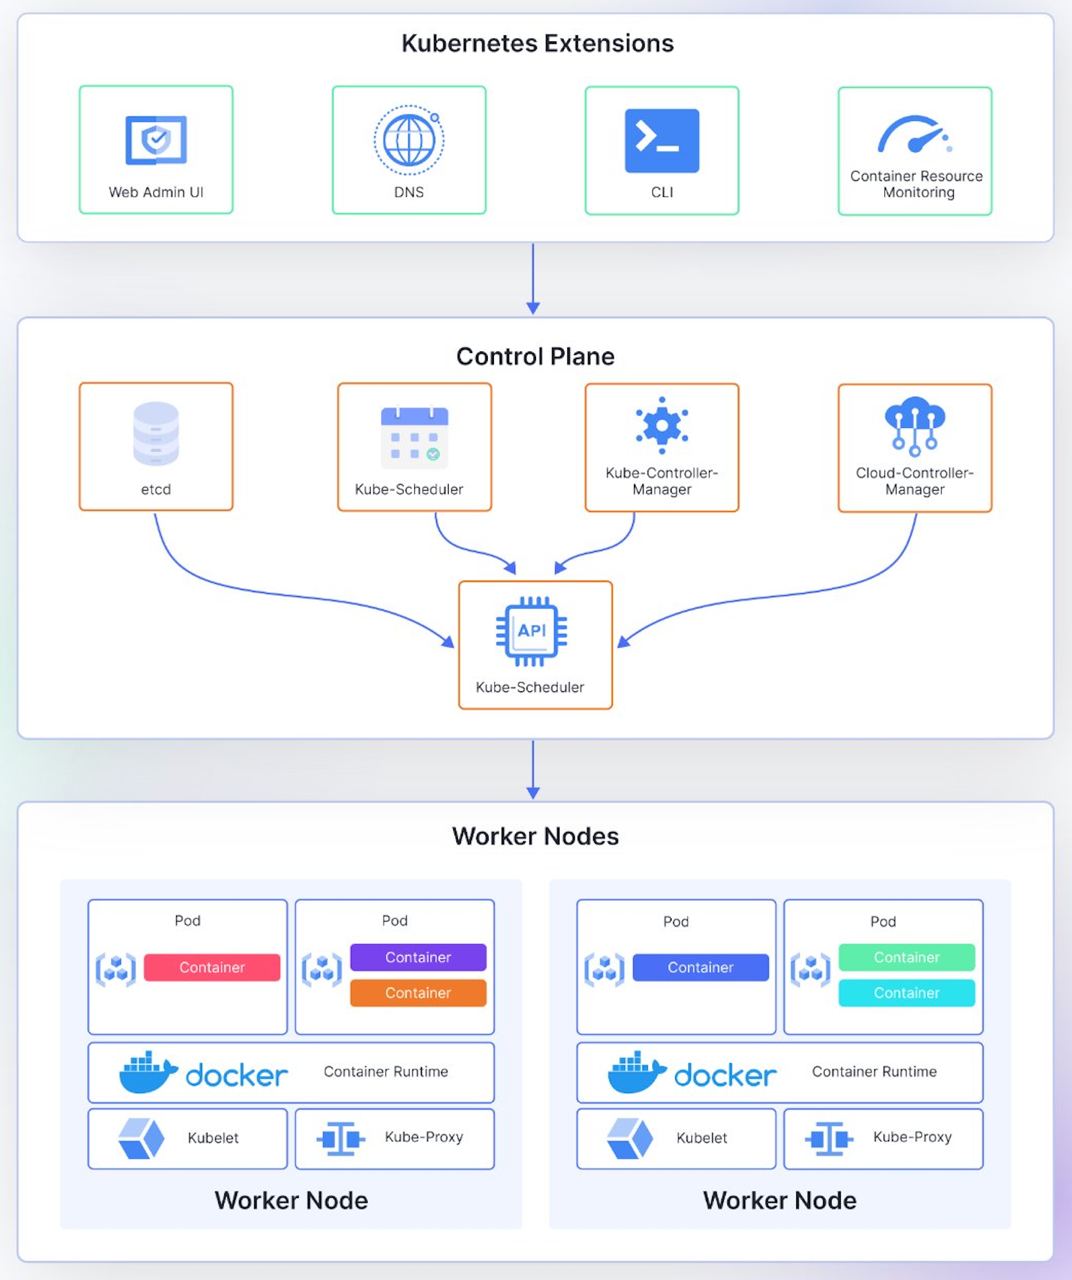 Kubernetes Extensions
Web Admin UI
DNS
CLI
Container Resource
Monitoring
Control Plane
etcd
Kube-Scheduler
Kube-Controller-
Manager
Cloud-Controller-
Manager
API
Kube-Scheduler
Worker Nodes
Pod
Container
Pod
Container
Container
docker
Container Runtime
Kubelet
Kube-Proxy
Worker Node
Pod
Container
Pod
Container
Container
docker
Container Runtime
Kubelet
Kube-Proxy
Worker Node